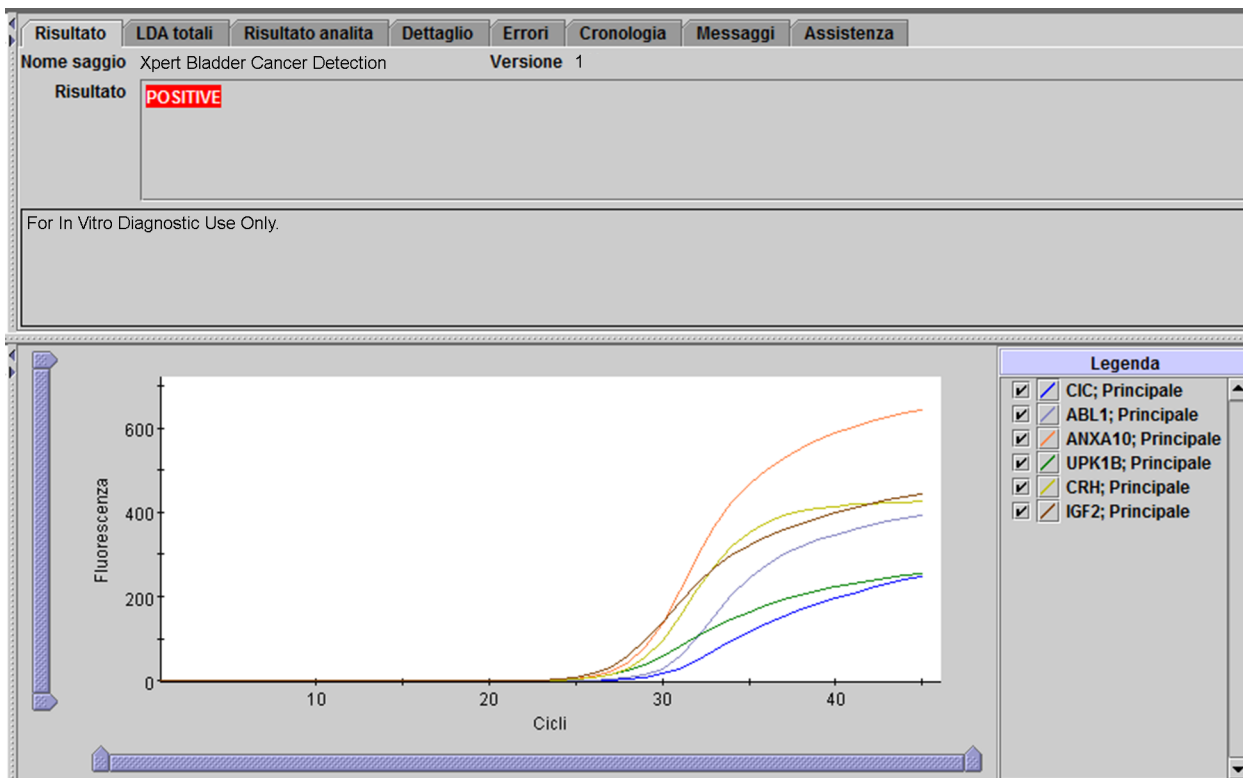 Risultato LDA totali Risultato analita Dettaglio Errori Cronologia Messaggi Assistenza
Nome saggio Xpert Bladder Cancer Detection Versione 1
Risultato POSITIVE
For In Vitro Diagnostic Use Only.
Fluorescenza
600
400
200
0
10 20 30 40
Cicli
Legenda
CIC; Principale
ABL1; Principale
ANXA10; Principale
UPK1B; Principale
CRH; Principale
IGF2; Principale